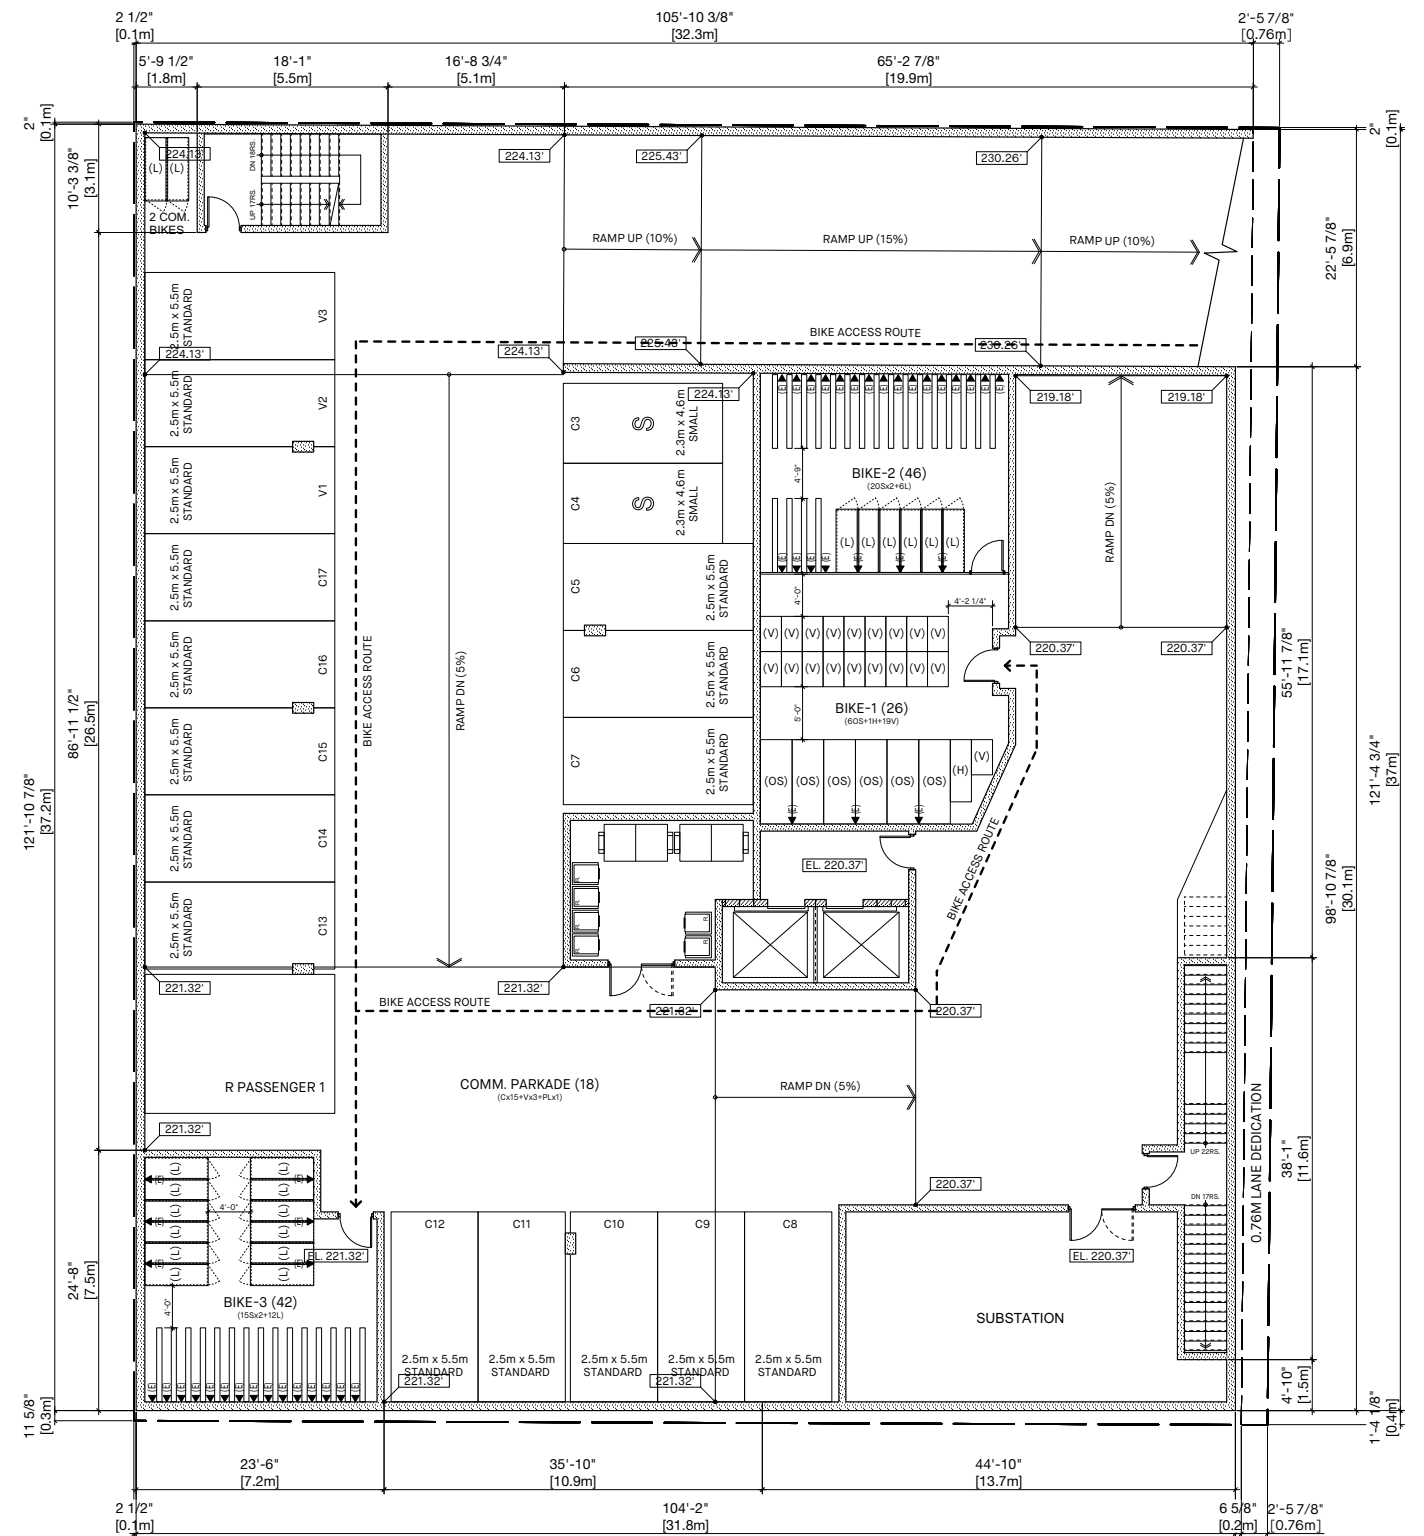 2 1/2"
[0.1m]
105'-10 3/8"
[32.3m]
2'-5 7/8"
[0.76m]
5'-9 1/2"
[1.8m]
18'-1"
[5.5m]
16'-8 3/4"
[5.1m]
65'-2 7/8"
[19.9m]
2"
[0.1m]
10'-3 3/8"
[3.1m]
86'-11 1/2"
[26.5m]
121'-10 7/8"
[37.2m]
24'-8"
[7.5m]
11 5/8"
[0.3m]
2"
[0.1m]
22'-5 7/8"
[6.9m]
55'-11 7/8"
[17.1m]
121'-4 3/4"
[37m]
98'-10 7/8"
[30.1m]
38'-1"
[11.6m]
4'-10"
[1.5m]
1'-4 1/8"
[0.4m]
224.13'
(L) (L)
2 COM.
BIKES
DN 18RS.
UP 17RS.
224.13'
225.43'
230.26'
RAMP UP (10%)
RAMP UP (15%)
RAMP UP (10%)
BIKE ACCESS ROUTE
224.13'
225.43'
230.26'
2.5m x 5.5m
STANDARD
V3
224.13'
2.5m x 5.5m
STANDARD
V2
2.5m x 5.5m
STANDARD
V1
2.5m x 5.5m
STANDARD
C17
2.5m x 5.5m
STANDARD
C16
2.5m x 5.5m
STANDARD
C15
2.5m x 5.5m
STANDARD
C14
2.5m x 5.5m
STANDARD
C13
221.32'
BIKE ACCESS ROUTE
RAMP DN (5%)
224.13'
C3
S
2.3m x 4.6m
SMALL
C4
S
2.3m x 4.6m
SMALL
C5
2.5m x 5.5m
STANDARD
C6
2.5m x 5.5m
STANDARD
C7
2.5m x 5.5m
STANDARD
(E) (E) (E) (E) (E) (E) (E) (E) (E) (E) (E) (E) (E) (E) (E) (E)
4'-9"
BIKE-2 (46)
(20Sx2+6L)
(L) (L) (L) (L) (L) (L)
(E) (E) (E) (E) (E) (E) (E)
4'-0"
4'-2 1/4"
(V) (V) (V) (V) (V) (V) (V) (V) (V)
(V) (V) (V) (V) (V) (V) (V) (V) (V)
5'-0"
BIKE-1 (26)
(6OS+1H+19V)
(OS) (OS) (OS) (OS) (OS) (OS) (H) (V)
(E) (E) (E)
219.18'
219.18'
RAMP DN (5%)
220.37'
220.37'
EL. 220.37'
BIKE ACCESS ROUTE
R
R
R
R
R
R
221.32'
BIKE ACCESS ROUTE
221.32'
220.37'
R PASSENGER 1
COMM. PARKADE (18)
(Cx15+Vx3+PLx1)
RAMP DN (5%)
221.32'
220.37'
(L) (L) (L) (L) (L) (L)
(L) (L) (L) (L) (L) (L)
(E) (E) (E)
(E) (E) (E)
4'-0"
EL. 221.32'
BIKE-3 (42)
(15Sx2+12L)
4'-0"
(E) (E) (E) (E) (E) (E) (E) (E) (E) (E) (E) (E) (E) (E) (E)
C12
2.5m x 5.5m
STANDARD
C11
2.5m x 5.5m
STANDARD
C10
2.5m x 5.5m
STANDARD
C9
2.5m x 5.5m
STANDARD
C8
2.5m x 5.5m
STANDARD
221.32'
221.32'
EL. 220.37'
SUBSTATION
UP 22RS.
DN 17RS.
0.76M LANE DEDICATION
23'-6"
[7.2m]
35'-10"
[10.9m]
44'-10"
[13.7m]
2 1/2"
[0.1m]
104'-2"
[31.8m]
6 5/8"
[0.2m]
2'-5 7/8"
[0.76m]